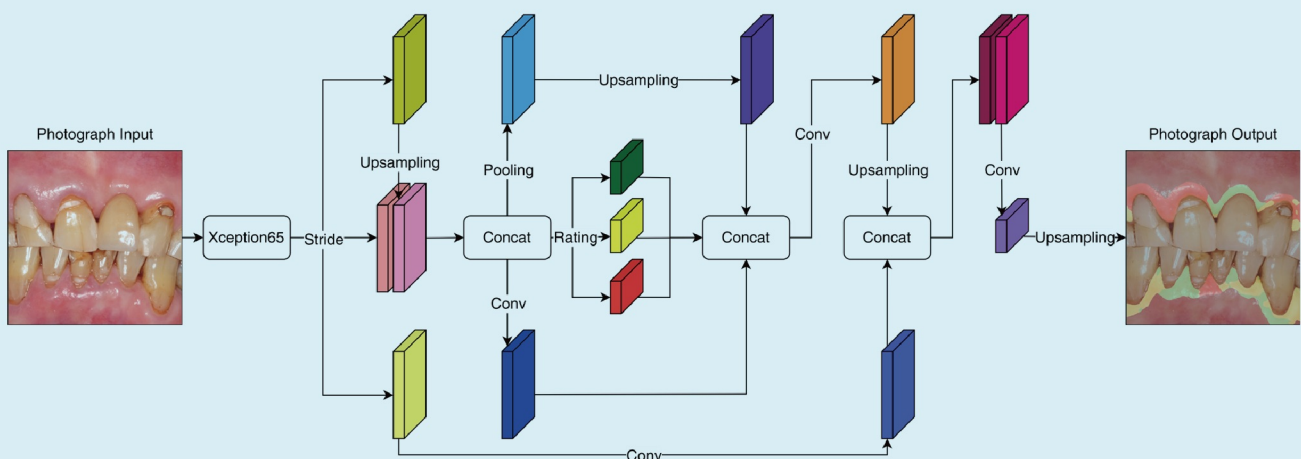 Photograph Input
Xception65
Stride
Upsampling
Concat
Pooling
Conv
Rating
Upsampling
Concat
Conv
Upsampling
Concat
Conv
Conv
Upsampling
Photograph Output